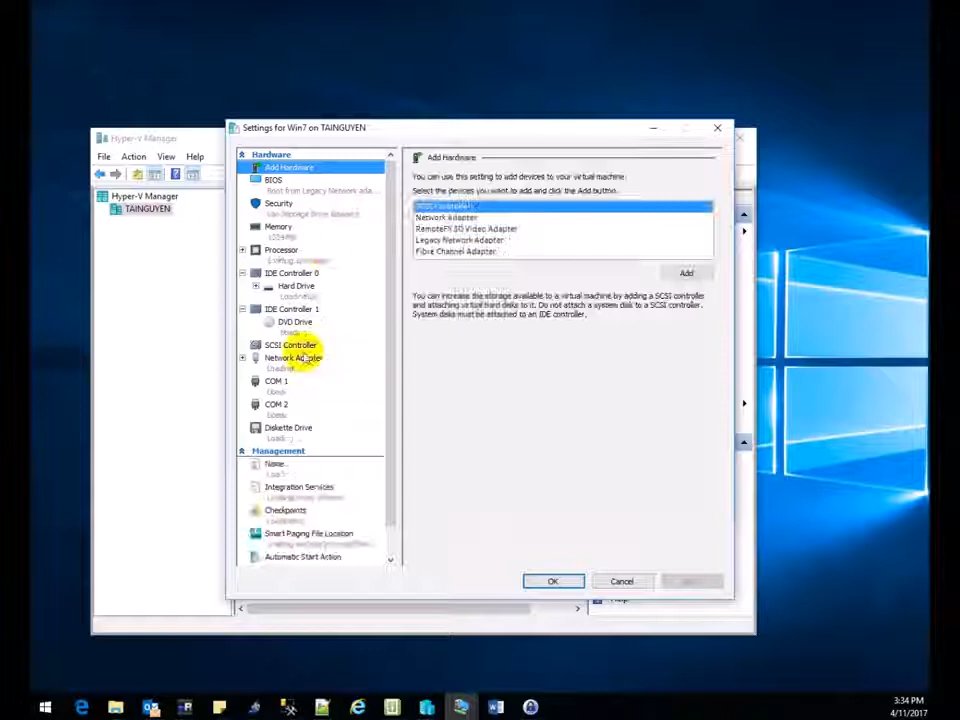 Hyper-V Manager
Settings for Win7 on TAINGUYEN
File Action View Help
Hyper-V Manager
TAINGUYEN
Hardware
Add Hardware
BIOS
Boot from Legacy Network ada...
Security
Memory
Processor
IDE Controller 0
Hard Drive
IDE Controller 1
DVD Drive
SCSI Controller
Network Adapter
Loading...
COM 1
COM 2
Diskette Drive
Management
Name
Integration Services
Checkpoints
Smart Paging File Location
Automatic Start Action
Add Hardware
You can use this setting to add devices to your virtual machine.
Select the devices you want to add and click the Add button.
Network Adapter
RemoteFX 3D Video Adapter
Legacy Network Adapter
Fibre Channel Adapter
Add
You can increase the storage available to a virtual machine by adding a SCSI controller
and attaching virtual hard disks to it. Do not attach a system disk to a SCSI controller.
System disks must be attached to an IDE controller.
OK
Cancel
3:34 PM
4/11/2017